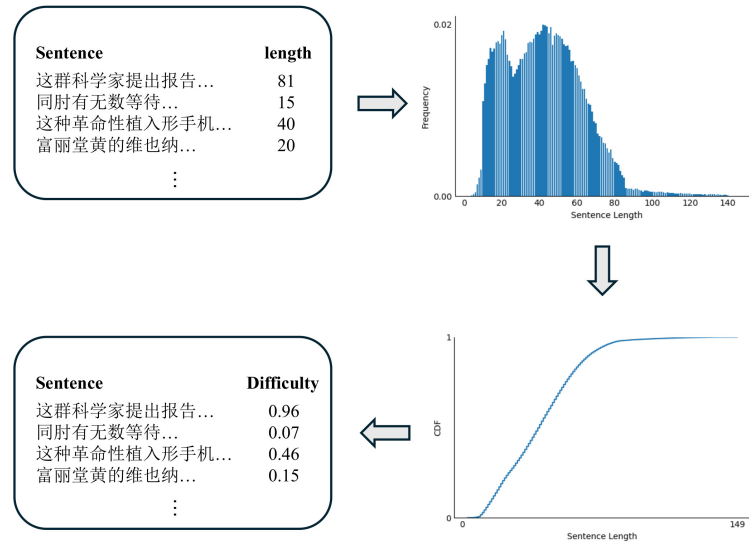 Sentence length
这群科学家提出报告… 81
同肘有无数等待… 15
这种革命性植入形手机… 40
富丽堂黄的维也纳… 20
⋮
0.02
Frequency
0.00
0 20 40 60 80 100 120 140
Sentence Length
Sentence Difficulty
这群科学家提出报告… 0.96
同肘有无数等待… 0.07
这种革命性植入形手机… 0.46
富丽堂黄的维也纳… 0.15
⋮
1
CDF
0
0 149
Sentence Length